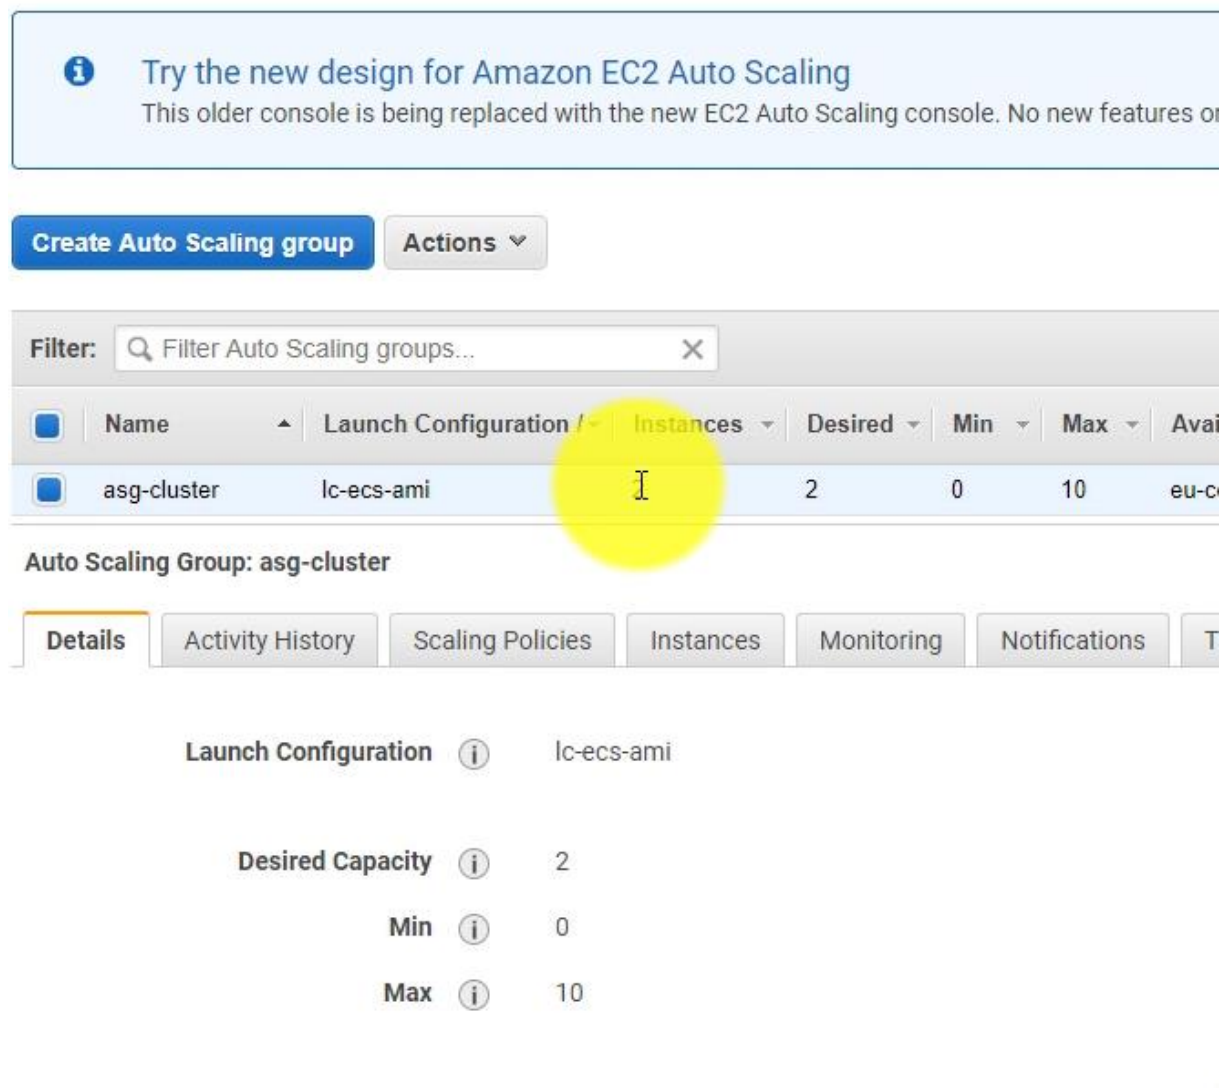 Try the new design for Amazon EC2 Auto Scaling
This older console is being replaced with the new EC2 Auto Scaling console. No new features or
Create Auto Scaling group Actions
Filter: Filter Auto Scaling groups...
Name Launch Configuration / Instances Desired Min Max Avai
asg-cluster lc-ecs-ami 2 0 10 eu-c
Auto Scaling Group: asg-cluster
Details Activity History Scaling Policies Instances Monitoring Notifications T
Launch Configuration lc-ecs-ami
Desired Capacity 2
Min 0
Max 10